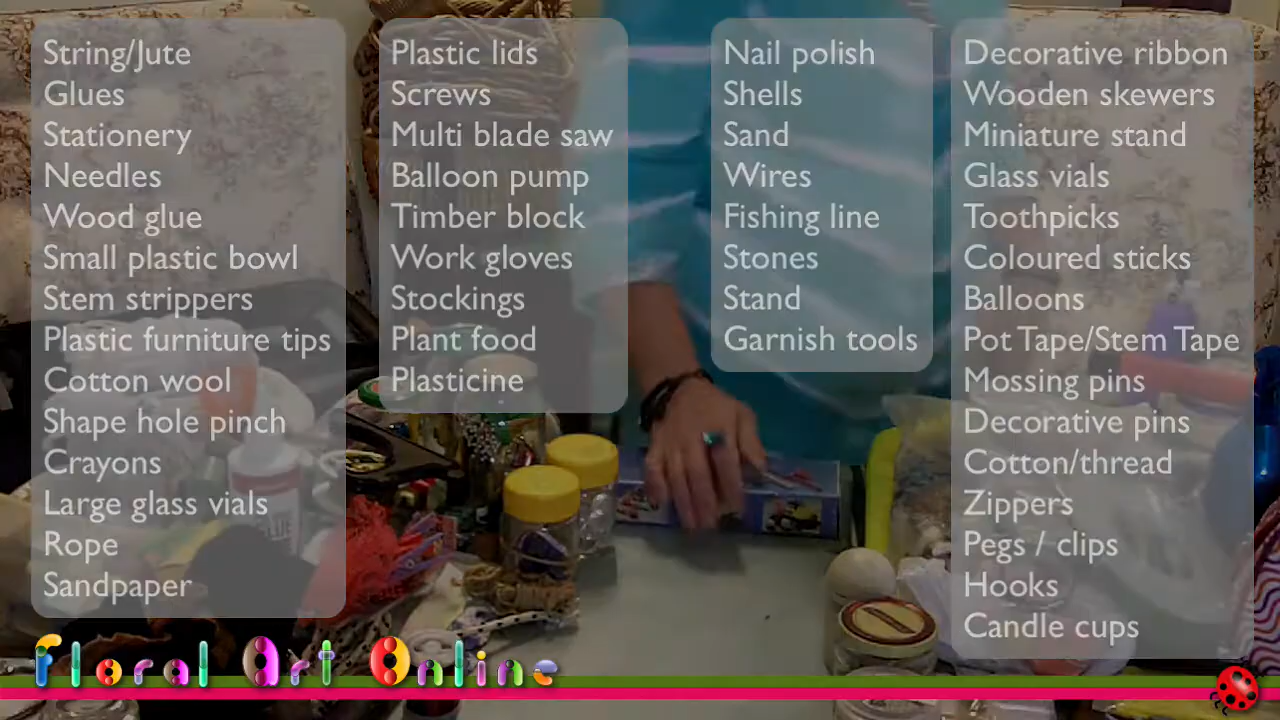 String/Jute
Glues
Stationery
Needles
Wood glue
Small plastic bowl
Stem strippers
Plastic furniture tips
Cotton wool
Shape hole pinch
Crayons
Large glass vials
Rope
Sandpaper
Plastic lids
Screws
Multi blade saw
Balloon pump
Timber block
Work gloves
Stockings
Plant food
Plasticine
Nail polish
Shells
Sand
Wires
Fishing line
Stones
Stand
Garnish tools
Decorative ribbon
Wooden skewers
Miniature stand
Glass vials
Toothpicks
Coloured sticks
Balloons
Pot Tape/Stem Tape
Mossing pins
Decorative pins
Cotton/thread
Zippers
Pegs / clips
Hooks
Candle cups
Floral Art Online